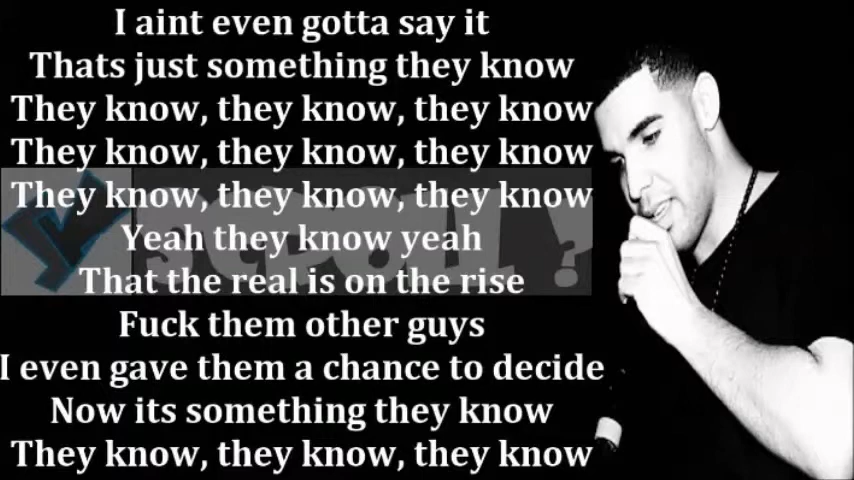 I aint even gotta say it
Thats just something they know
They know, they know, they know
They know, they know, they know
They know, they know, they know
Yeah they know yeah
That the real is on the rise
Fuck them other guys
I even gave them a chance to decide
Now its something they know
They know, they know, they know